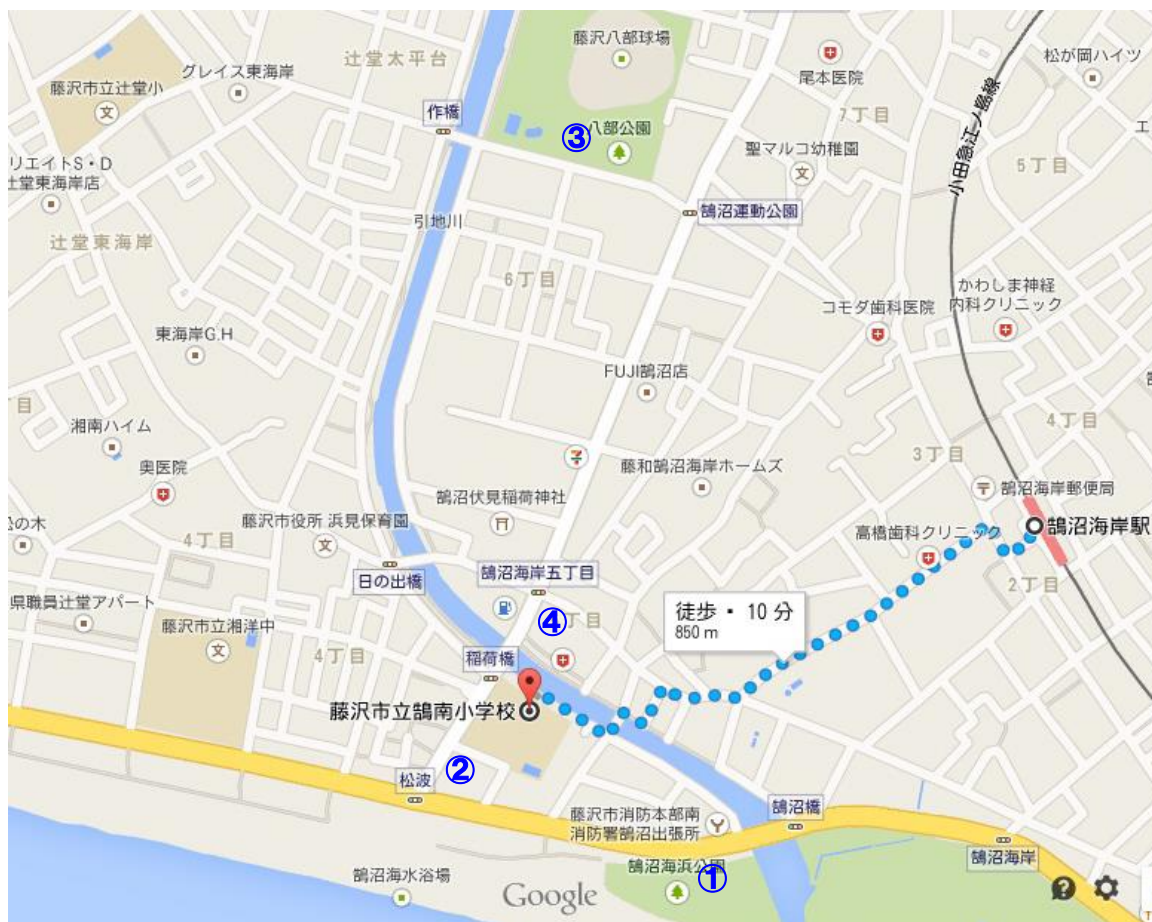 藤沢八部球場
尾本医院
松が岡ハイツ
辻堂太平台
グレイス東海岸
藤沢市立辻堂小
作橋
7丁目
小田急江ノ島線
③
八部公園
エ
聖マルコ幼稚園
5丁目
リエイトS・D
辻堂東海岸店
鵠沼運動公園
引地川
辻堂東海岸
6丁目
かわしま神経
内科クリニック
コモダ歯科医院
東海岸G.H
FUJI鵠沼店
目
4丁目
湘南ハイム
3丁目
奥医院
藤和鵠沼海岸ホームズ
鵠沼海岸郵便局
鵠沼伏見稲荷神社
の木
4丁目
藤沢市役所 浜見保育園
高橋歯科クリニック
鵠沼海岸駅
日の出橋
鵠沼海岸五丁目
2丁目
県職員辻堂アパート
徒歩・10 分
850 m
④
丁目
藤沢市立湘洋中
4丁目
稲荷橋
藤沢市立鵠南小学校
②
松波
藤沢市消防本部南
消防署鵠沼出張所
鵠沼橋
鵠沼海岸
鵠沼海浜公園
①
鵠沼海水浴場
Google
?